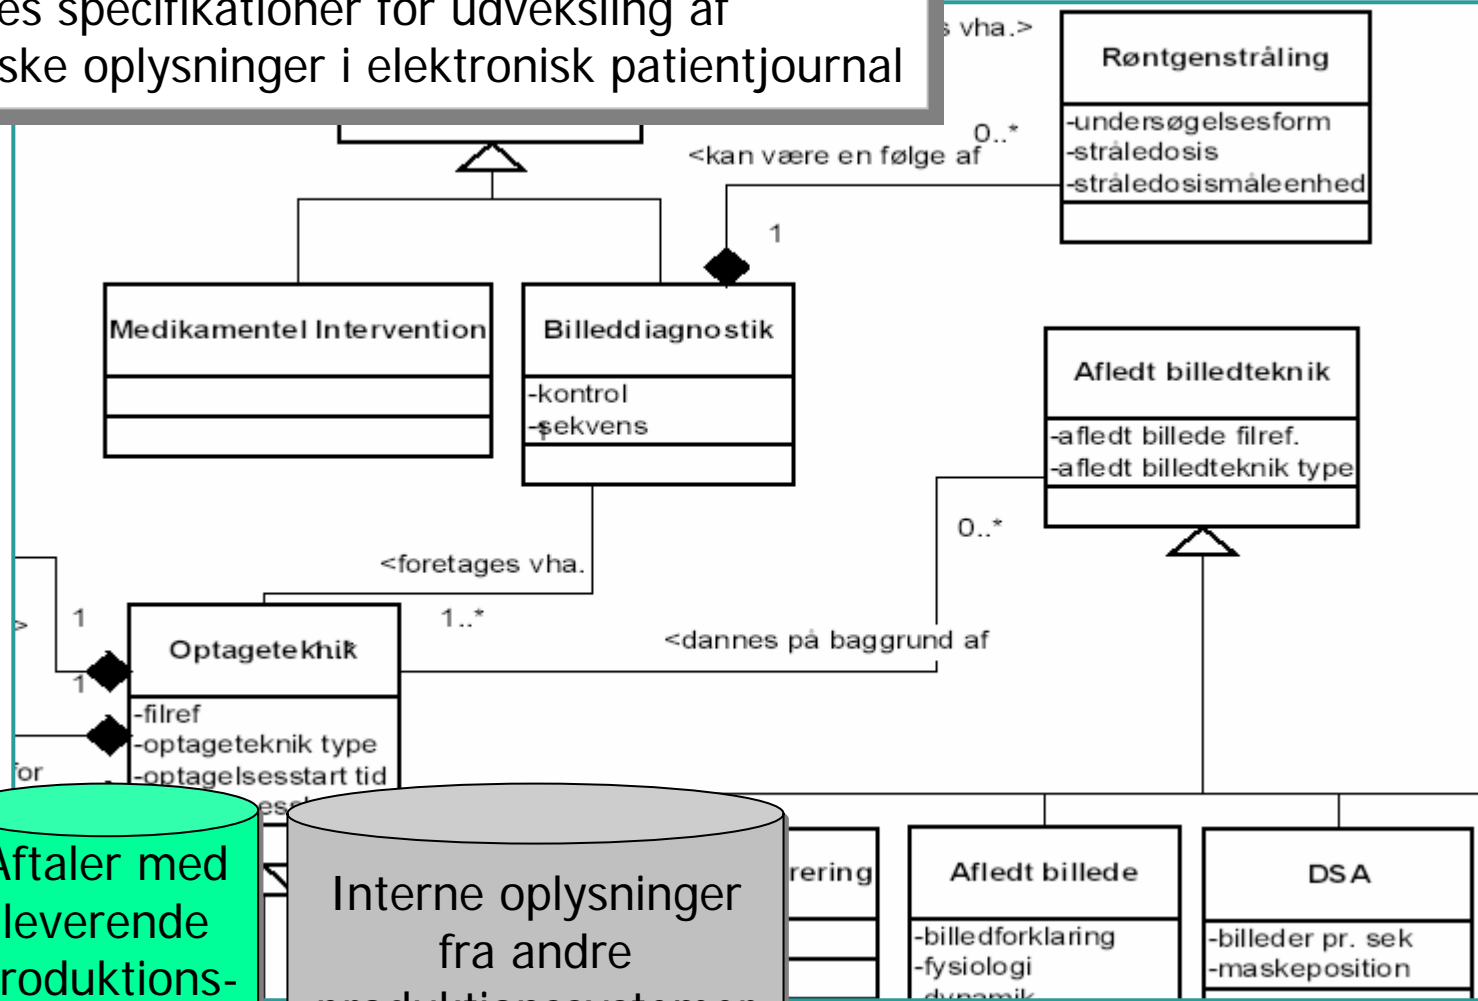 es specifikationer for udveksling af
ske oplysninger i elektronisk patientjournal
s vha.>
Røntgenstråling
-undersøgelsesform
-stråledosis
-stråledosismåleenhed
0..*
<kan være en følge af
1
Medikamentel Intervention
Billeddiagnostik
-kontrol
-sekvens
Afledt billedteknik
-afledt billede filref.
-afledt billedteknik type
0..*
<foretages vha.
1..*
<dannes på baggrund af
>
1
1
Optageteknik
-filref
-optageteknik type
-optagelsesstart tid
for
Aftaler med
leverende
roduktions-
Interne oplysninger
fra andre
produktionssystemer
rering
Afledt billede
-billedforklaring
-fysiologi
-dynamik
DSA
-billeder pr. sek
-maskeposition